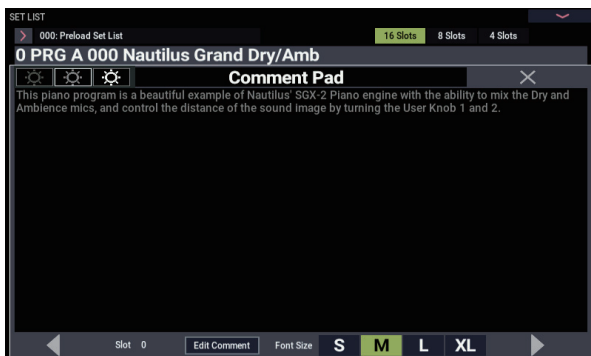 SET LIST
000: Preload Set List
16 Slots 8 Slots 4 Slots
0 PRG A 000 Nautilus Grand Dry/Amb
Comment Pad
This piano program is a beautiful example of Nautilus' SGX-2 Piano engine with the ability to mix the Dry and
Ambience mics, and control the distance of the sound image by turning the User Knob 1 and 2.
Slot 0 Edit Comment Font Size S M L XL